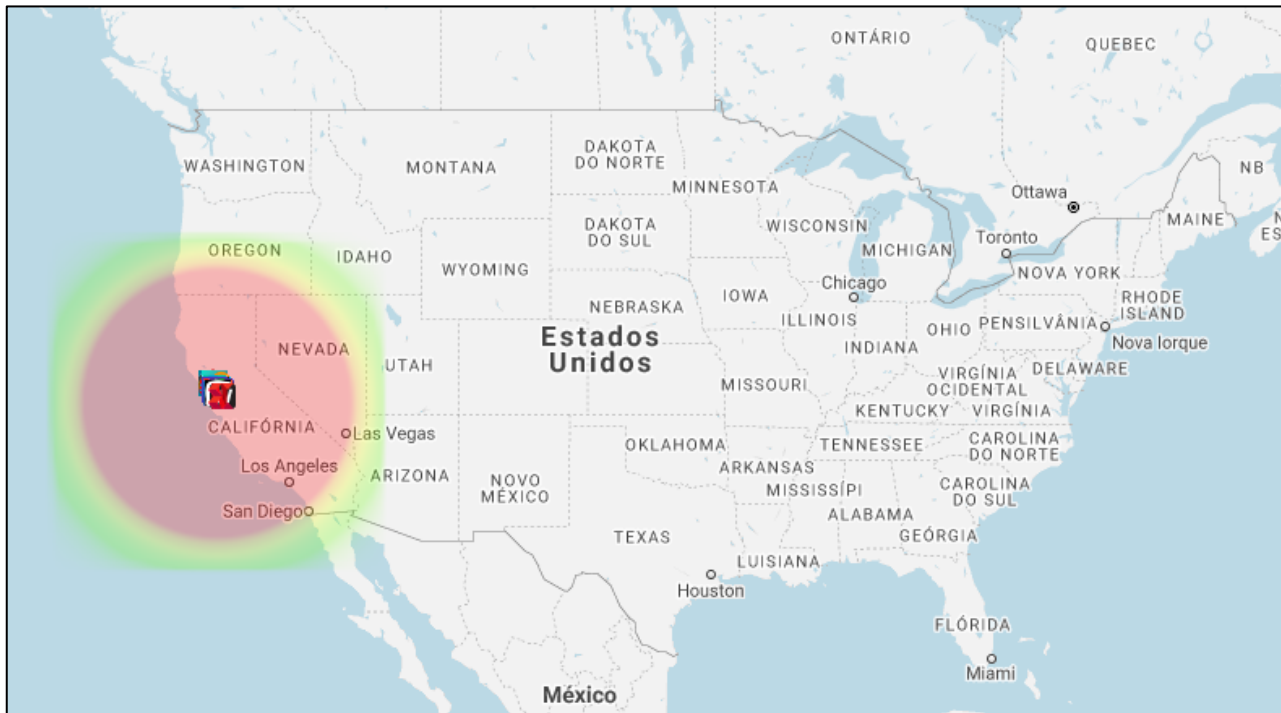 ONTÁRIO
QUEBEC
WASHINGTON
MONTANA
DAKOTA
DO NORTE
MINNESOTA
NB
Ottawa
MAINE
N
ES
DAKOTA
DO SUL
WISCONSIN
MICHIGAN
Toronto
OREGON
IDAHO
WYOMING
NOVA YORK
Chicago
NEBRASKA
IOWA
ILLINOIS
RHODE
ISLAND
OHIO
PENSILVÂNIA
Nova Iorque
NEVADA
UTAH
Estados
Unidos
INDIANA
MISSOURI
VIRGÍNIA
OCIDENTAL
DELAWARE
KENTUCKY
VIRGÍNIA
CALIFÓRNIA
Las Vegas
OKLAHOMA
TENNESSEE
CAROLINA
DO NORTE
Los Angeles
ARIZONA
NOVO
MÉXICO
ARKANSAS
MISSISSÍPI
CAROLINA
DO SUL
San Diego
ALABAMA
GEÓRGIA
TEXAS
LUISIANA
Houston
FLÓRIDA
Miami
México